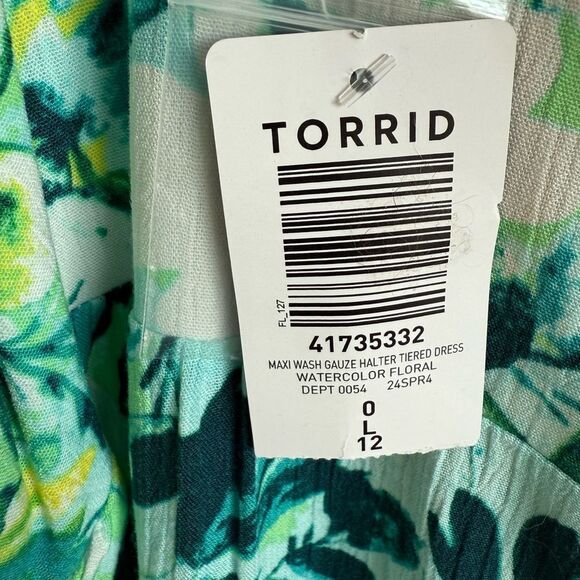 TORRID
FL_127
41735332
MAXI WASH GAUZE HALTER TIERED DRESS
WATERCOLOR FLORAL
DEPT 0054 24SPR4
0
L
12